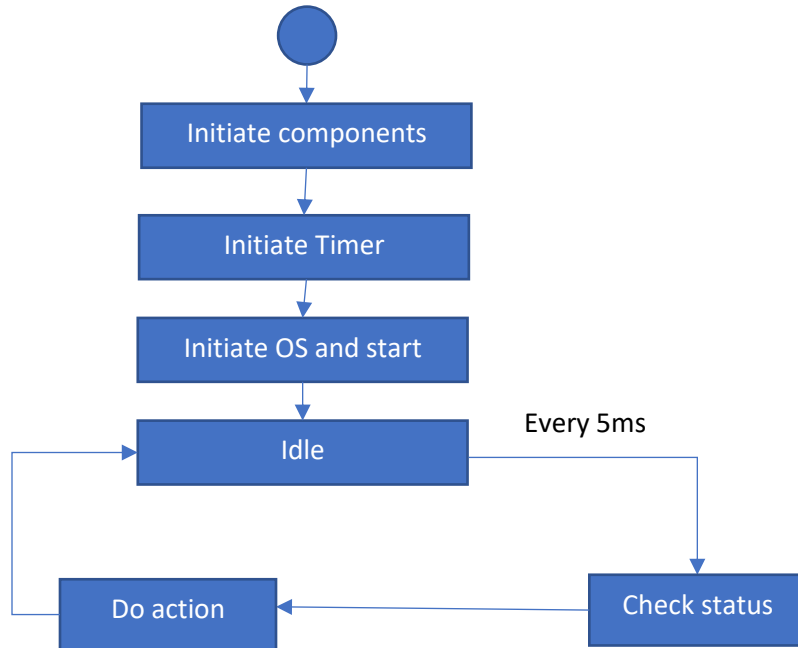 Initiate components
Initiate Timer
Initiate OS and start
Idle
Every 5ms
Do action
Check status